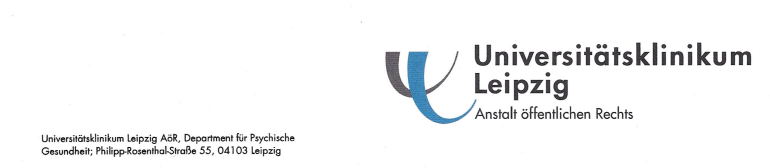 Universitätsklinikum
Leipzig
Anstalt öffentlichen Rechts
Universitätsklinikum Leipzig AöR, Department für Psychische
Gesundheit; Philipp-Rosenthal-Straße 55, 04103 Leipzig